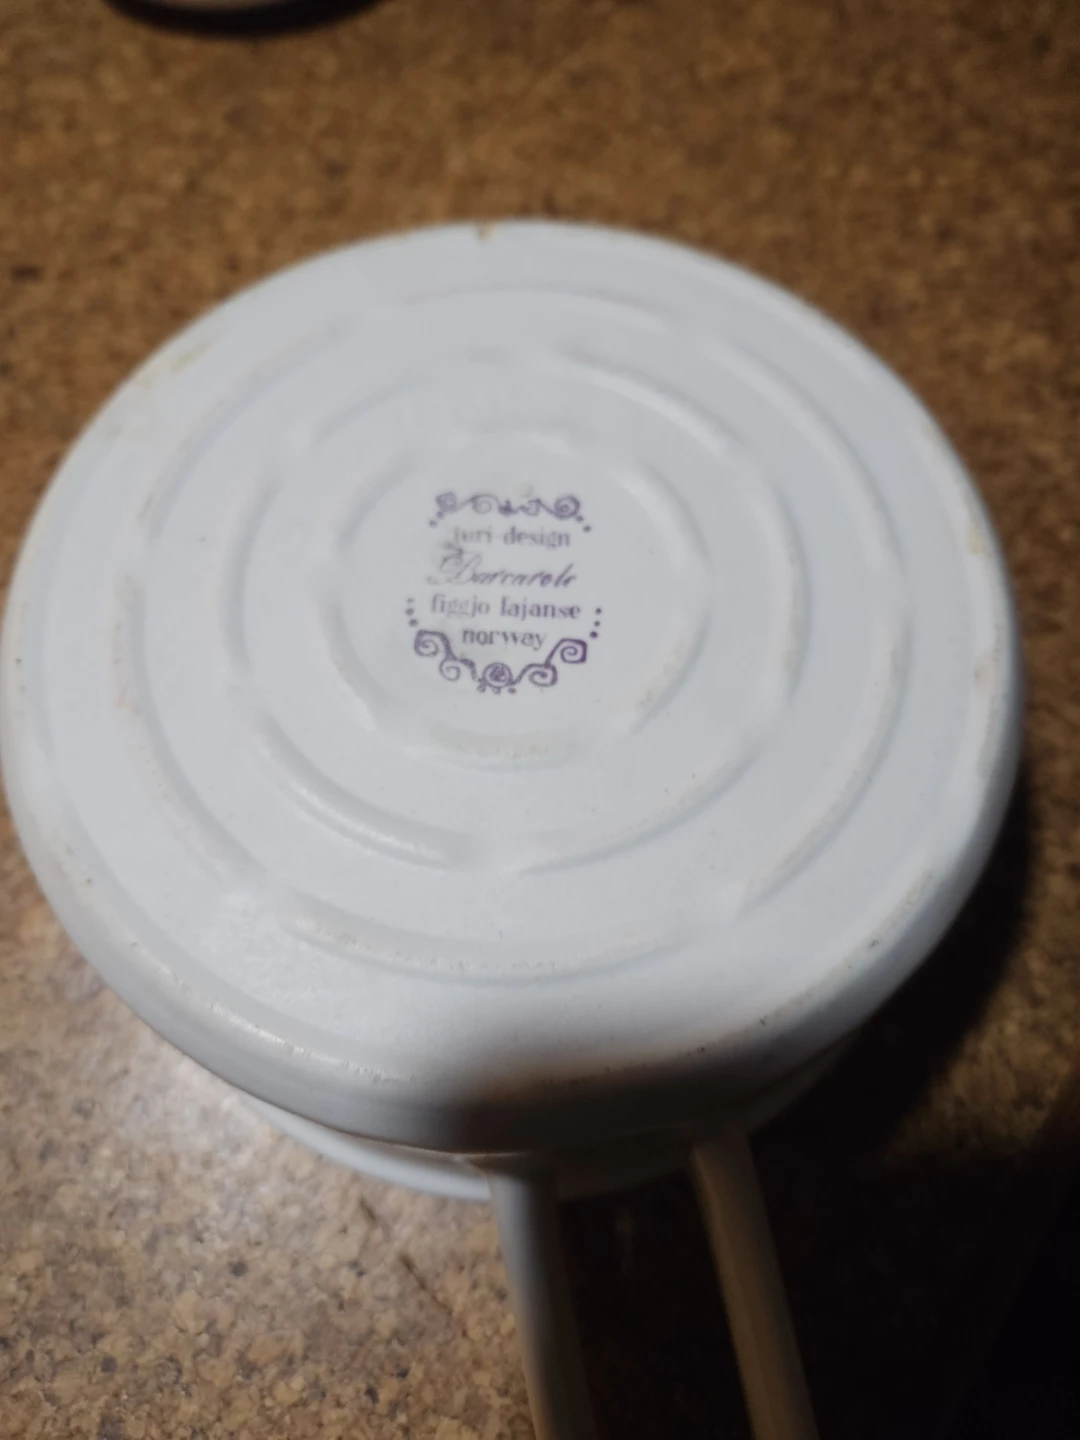 turi-design
Barcarole
figgjo fajanse
norway